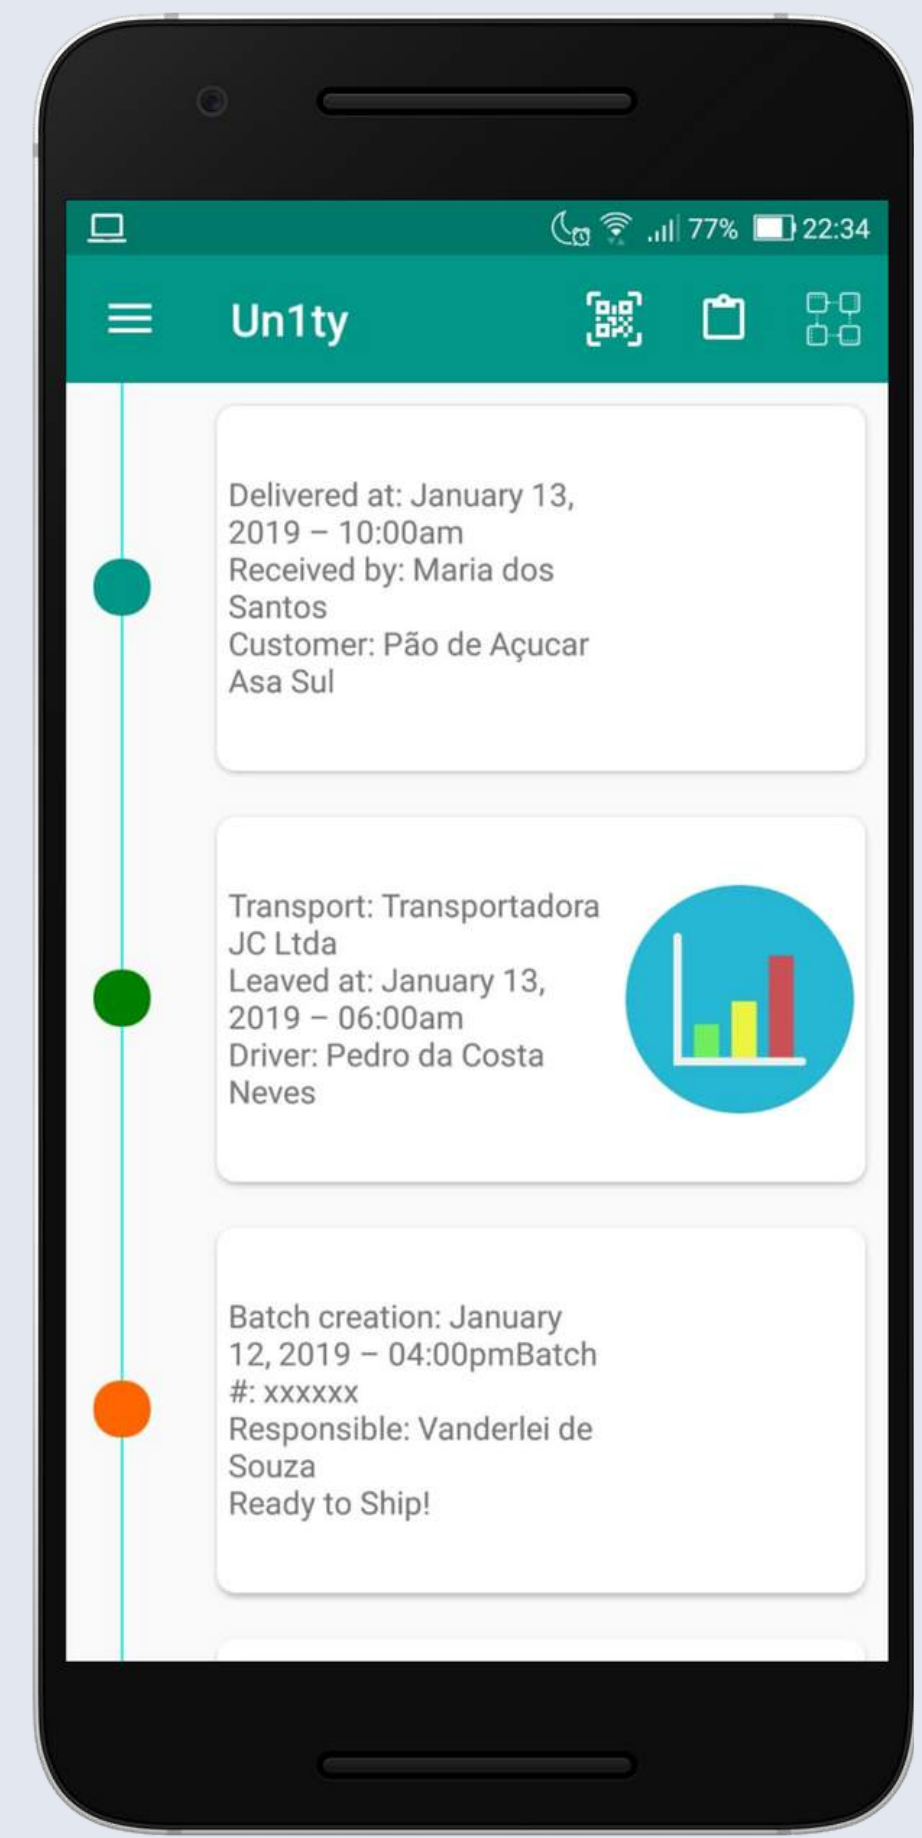 77% 22:34
Un1ty
Delivered at: January 13,
2019 – 10:00am
Received by: Maria dos
Santos
Customer: Pão de Açucar
Asa Sul
Transport: Transportadora
JC Ltda
Leaved at: January 13,
2019 – 06:00am
Driver: Pedro da Costa
Neves
Batch creation: January
12, 2019 – 04:00pmBatch
#: xxxxxx
Responsible: Vanderlei de
Souza
Ready to Ship!